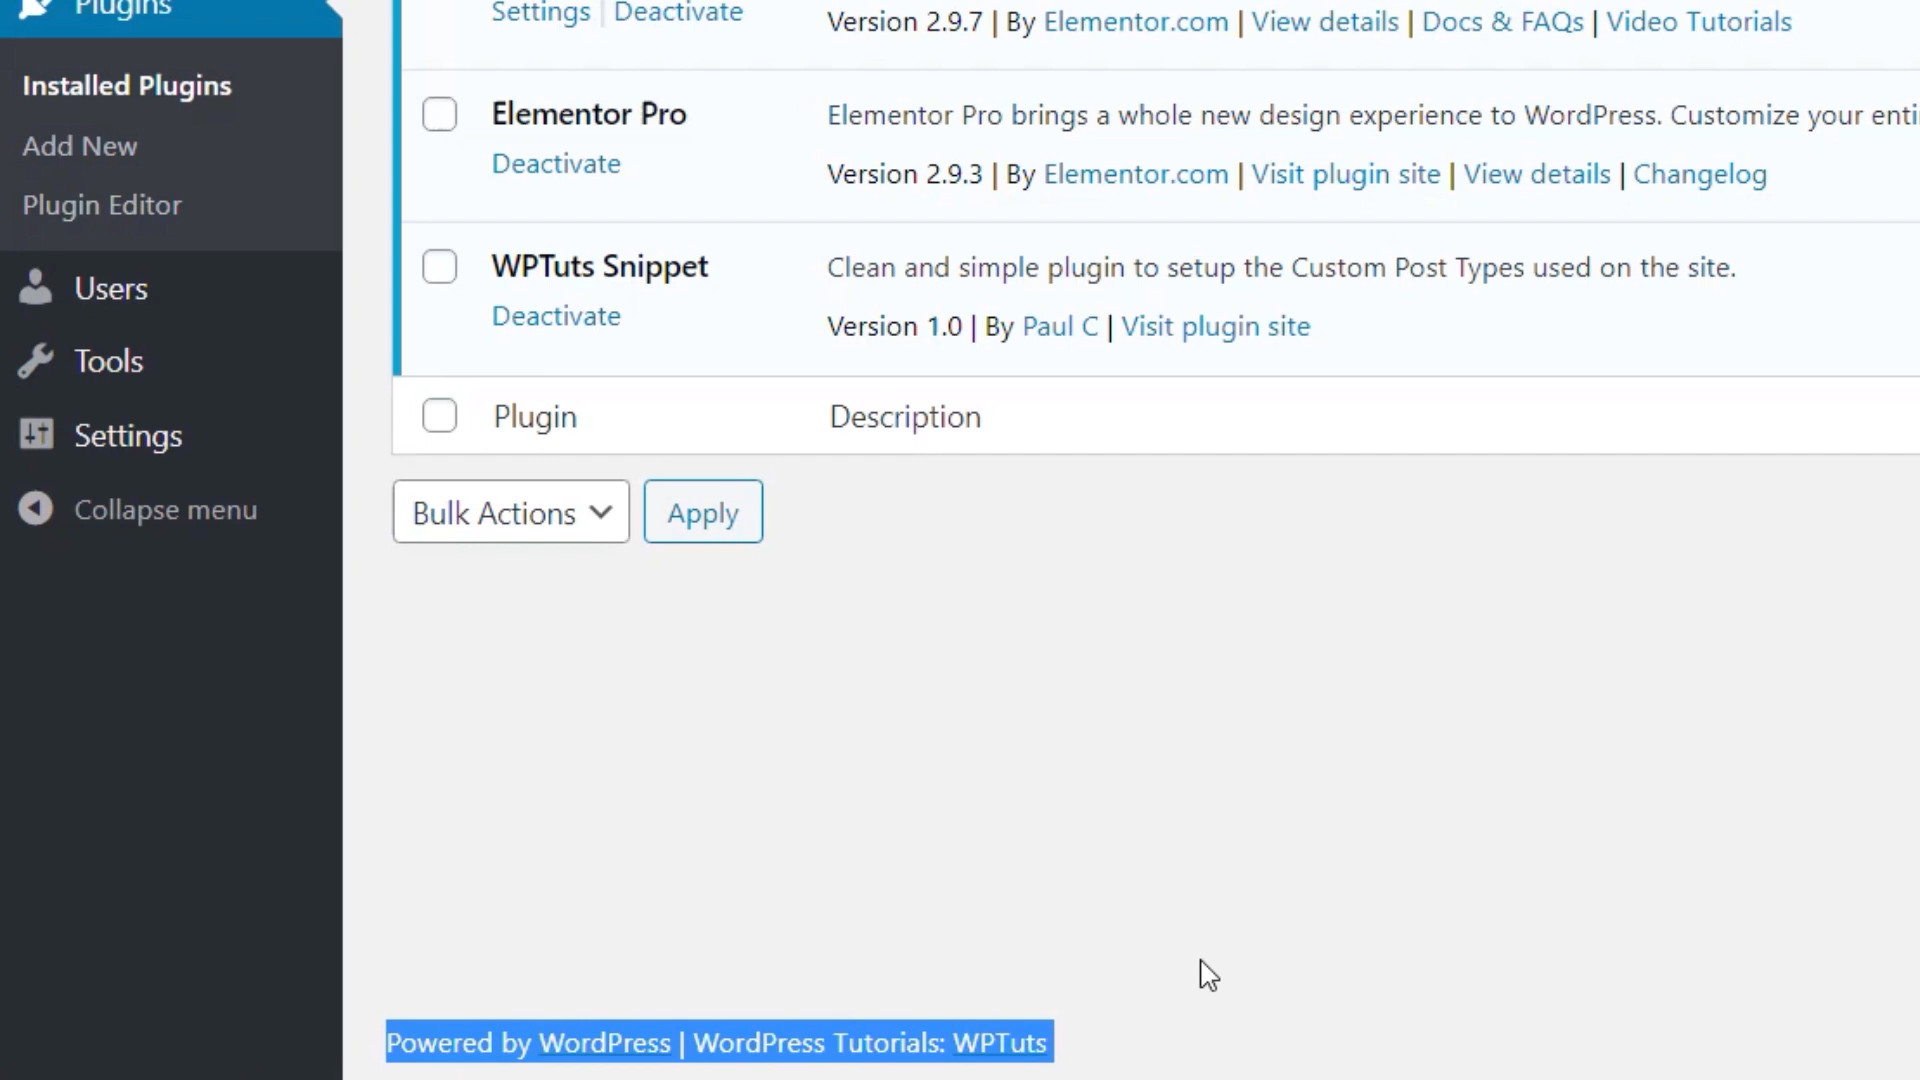 Plugins
Installed Plugins
Add New
Plugin Editor
Users
Tools
Settings
Collapse menu
Settings | Deactivate
Version 2.9.7 | By Elementor.com | View details | Docs & FAQs | Video Tutorials
Elementor Pro
Elementor Pro brings a whole new design experience to WordPress. Customize your
Deactivate
Version 2.9.3 | By Elementor.com | Visit plugin site | View details | Changelog
WPTuts Snippet
Clean and simple plugin to setup the Custom Post Types used on the site.
Deactivate
Version 1.0 | By Paul C | Visit plugin site
Plugin
Description
Bulk Actions
Apply
Powered by WordPress | WordPress Tutorials: WPTuts